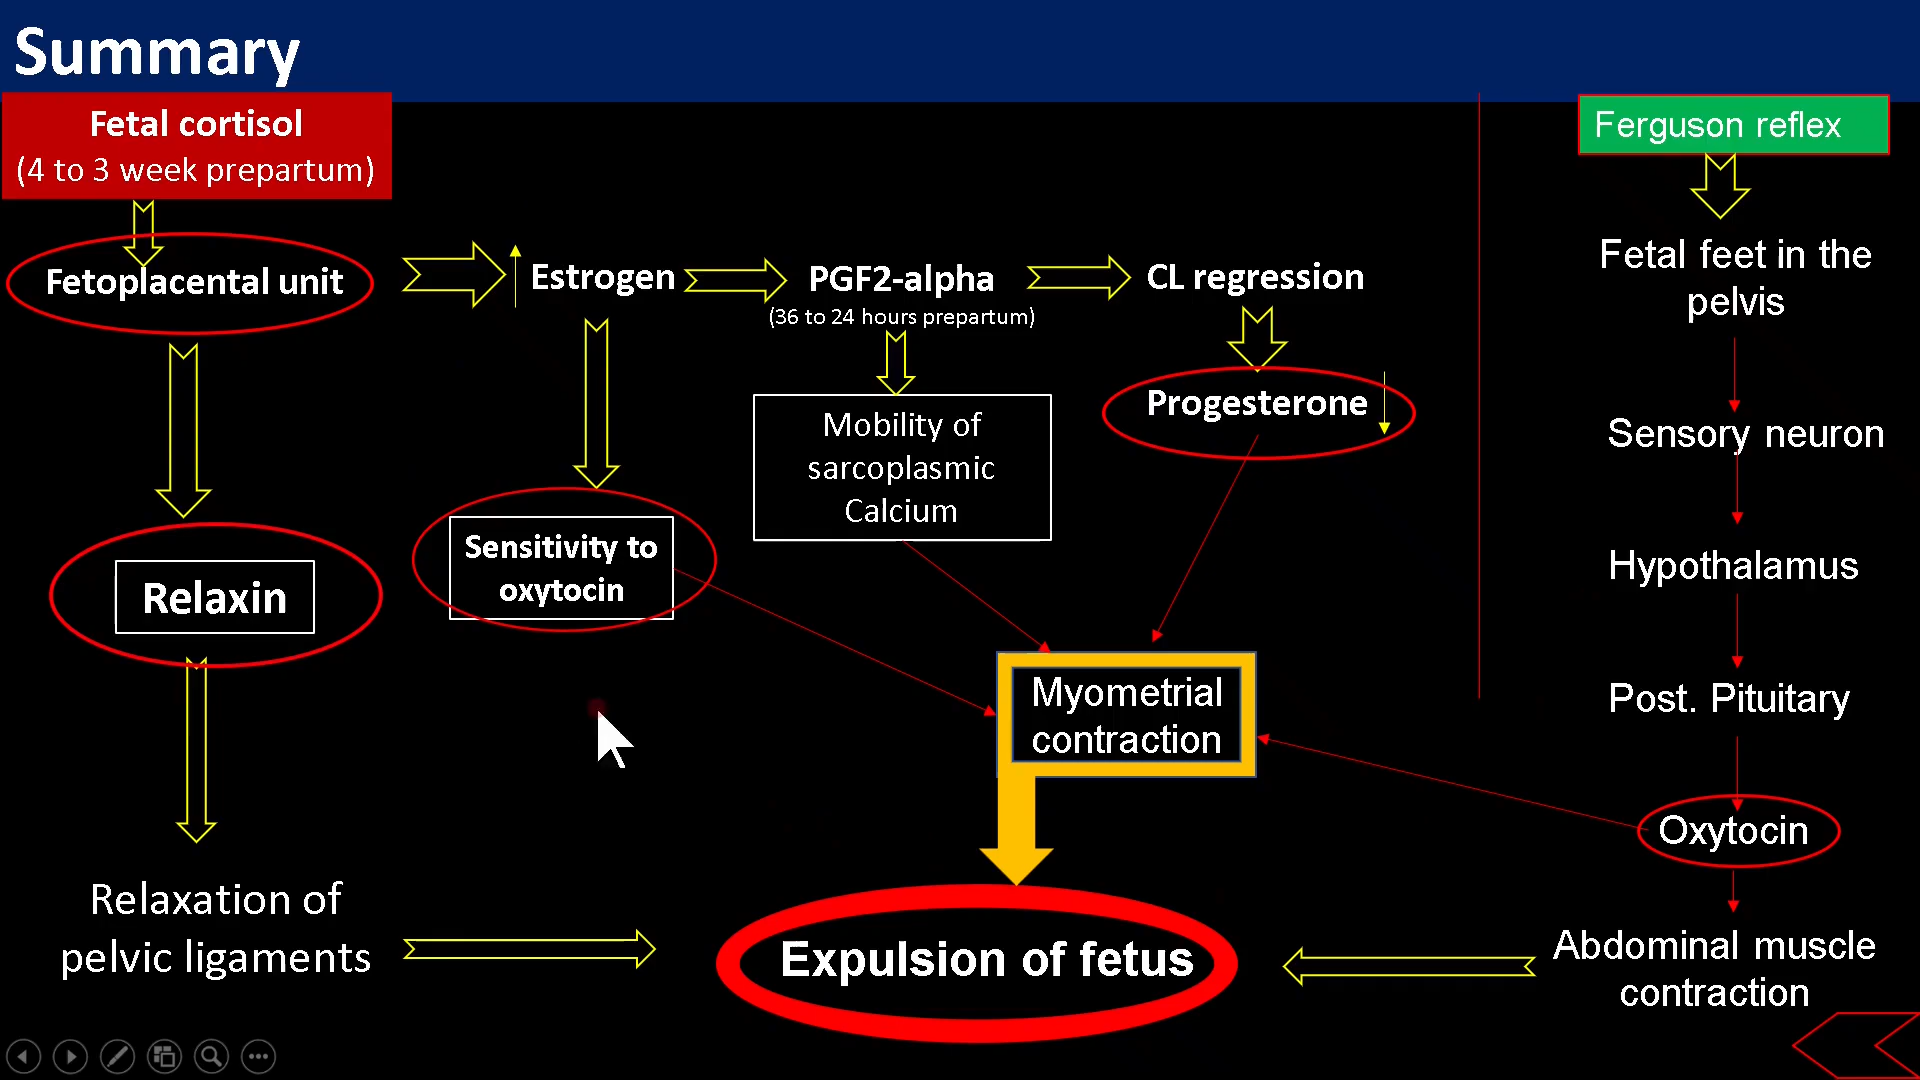 Summary
Fetal cortisol
(4 to 3 week prepartum)
Fetoplacental unit
Estrogen
PGF2-alpha
(36 to 24 hours prepartum)
CL regression
Mobility of
sarcoplasmic
Calcium
Progesterone
Relaxin
Sensitivity to
oxytocin
Myometrial
contraction
Relaxation of
pelvic ligaments
Expulsion of fetus
Ferguson reflex
Fetal feet in the
pelvis
Sensory neuron
Hypothalamus
Post. Pituitary
Oxytocin
Abdominal muscle
contraction